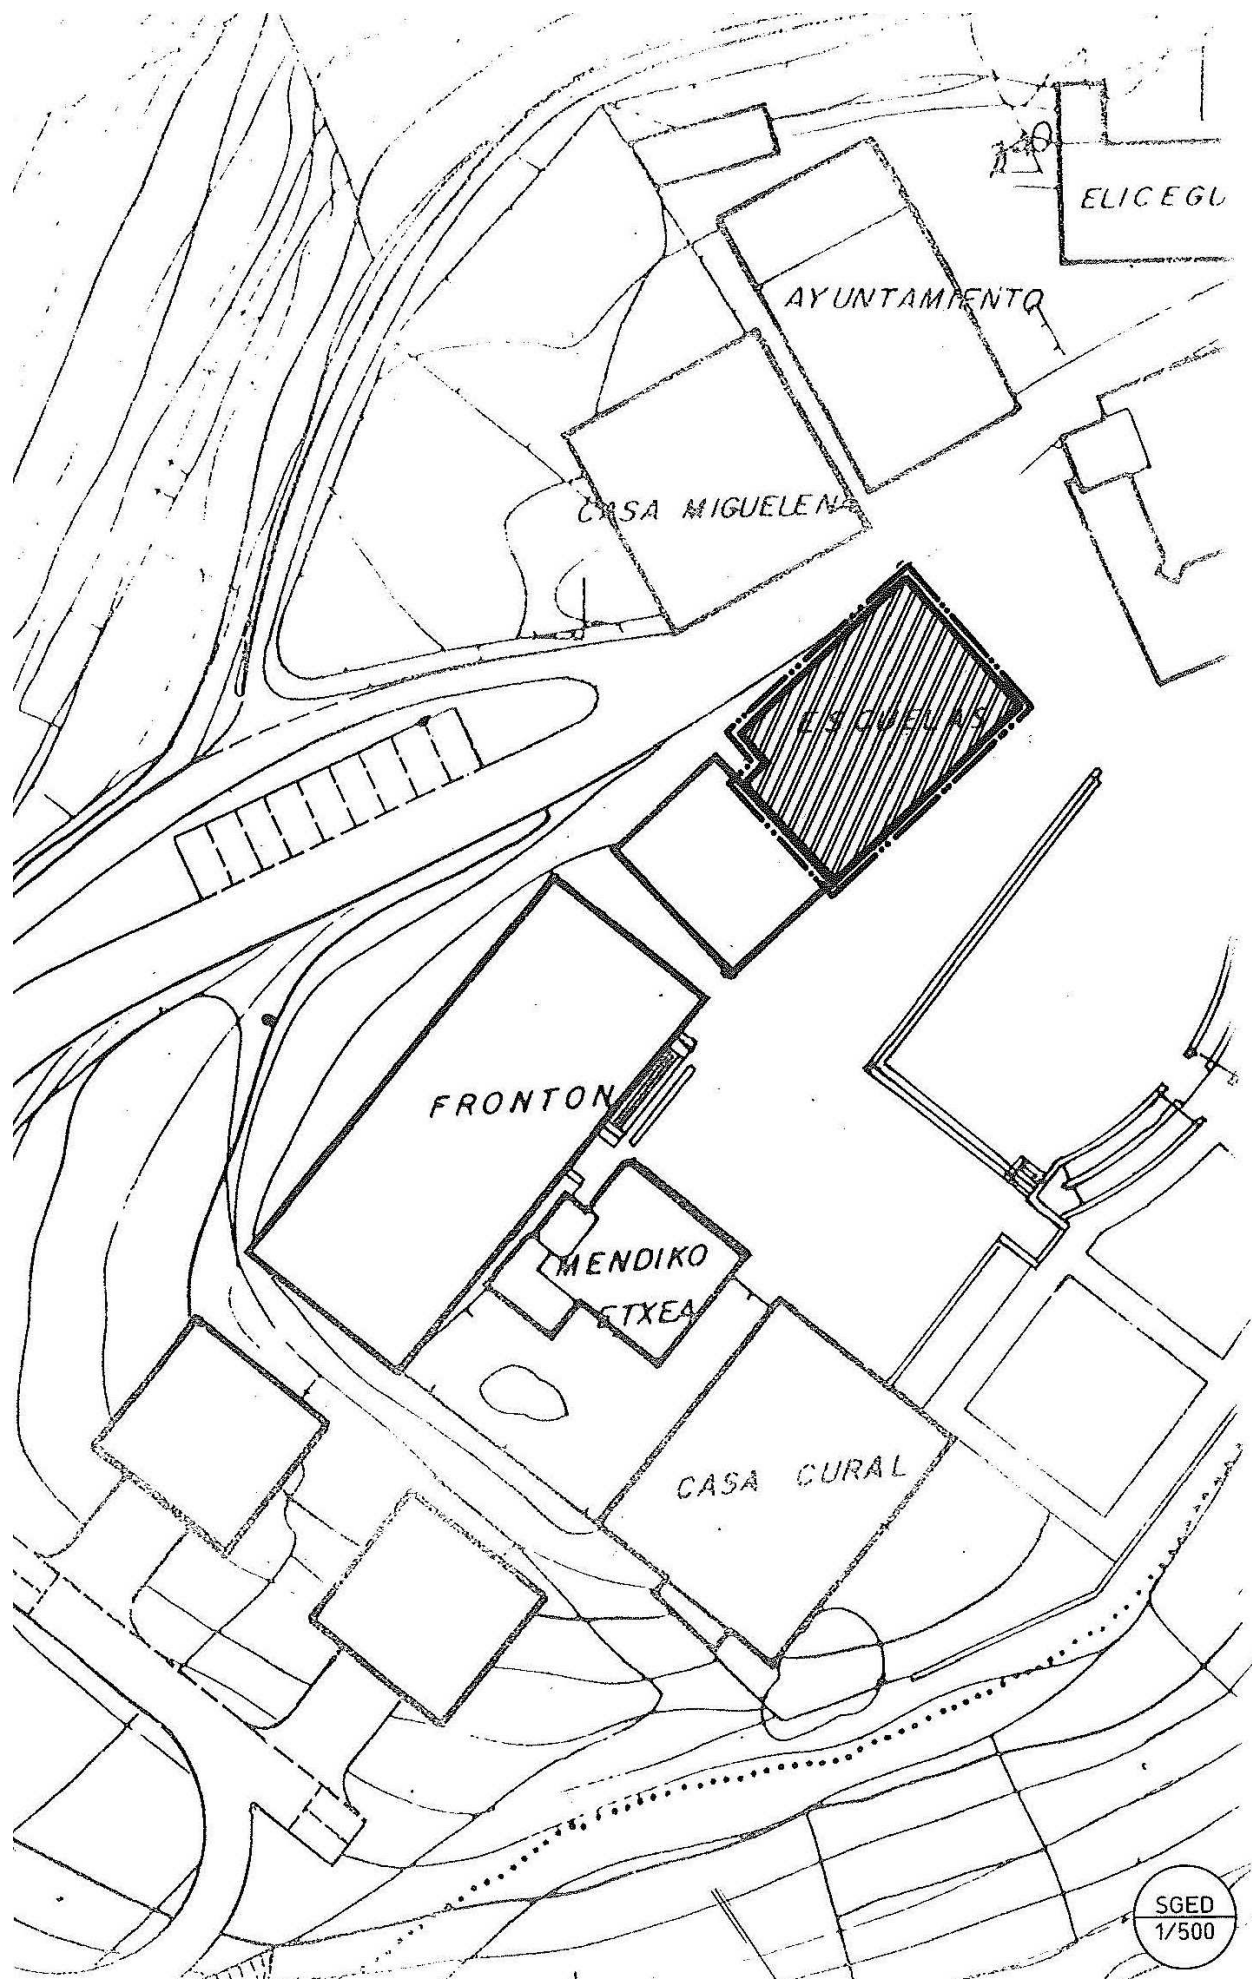 ELICEGU
AYUNTAMIENTO
CASA MIGUELENA
ESCUELAS
FRONTON
MENDIKO
ETXEA
CASA CURAL
SGED
1/500